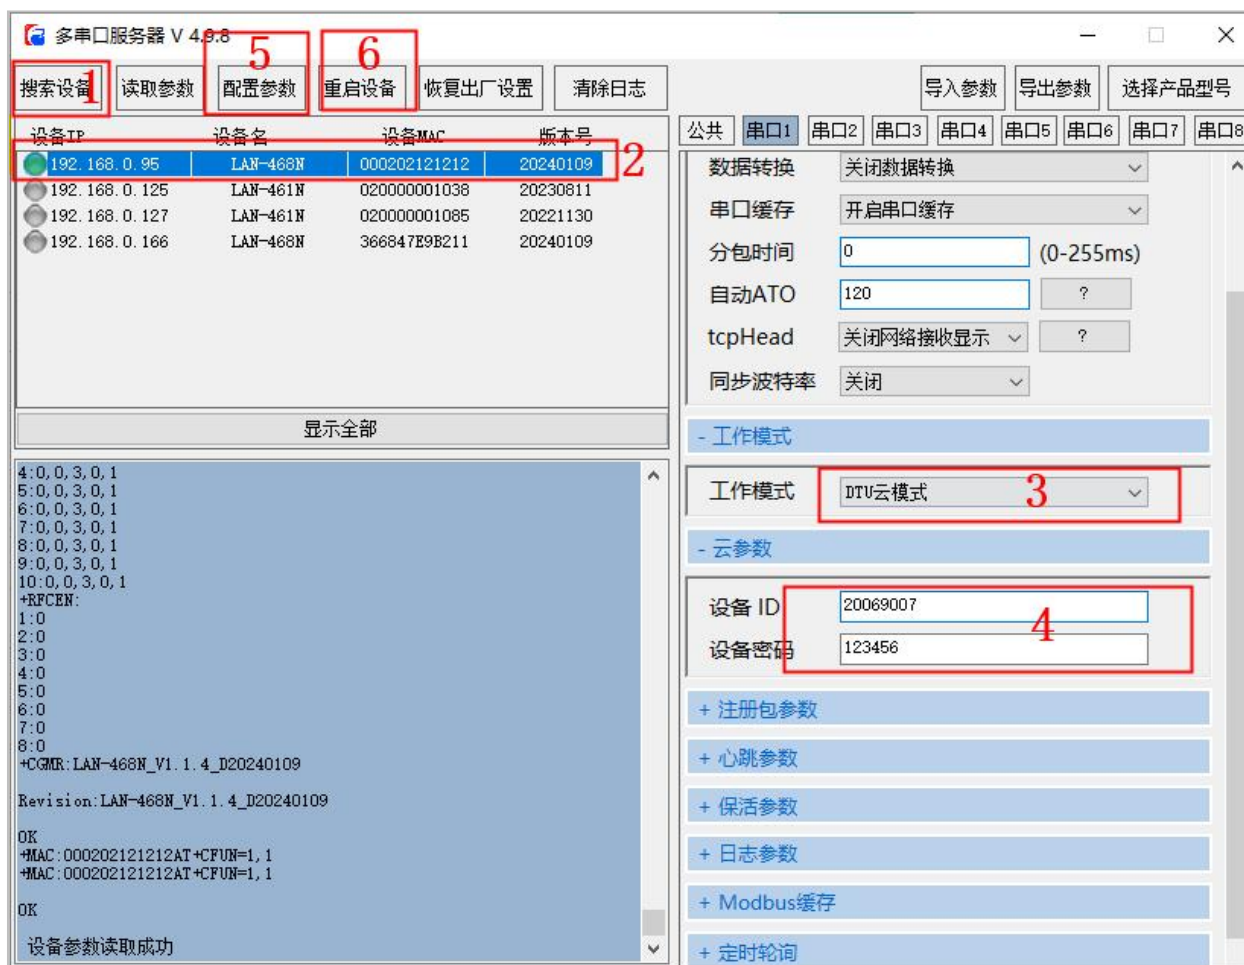 多串口服务器 V 4.9.8
5 6
搜索设备 1 读取参数 配置参数 重启设备 恢复出厂设置 清除日志 导入参数 导出参数 选择产品型号
设备IP 设备名 设备MAC 版本号
192.168.0.95 LAN-468N 000202121212 20240109 2
192.168.0.125 LAN-461N 020000001038 20230811
192.168.0.127 LAN-461N 020000001085 20221130
192.168.0.166 LAN-468N 366847E9B211 20240109
显示全部
4:0,0,3,0,1
5:0,0,3,0,1
6:0,0,3,0,1
7:0,0,3,0,1
8:0,0,3,0,1
9:0,0,3,0,1
10:0,0,3,0,1
+RFCEN:
1:0
2:0
3:0
4:0
5:0
6:0
7:0
8:0
+CGMR:LAN-468N_V1.1.4_D20240109
Revision:LAN-468N_V1.1.4_D20240109
OK
+MAC:000202121212AT+CFUN=1,1
+MAC:000202121212AT+CFUN=1,1
OK
设备参数读取成功
公共 串口1 串口2 串口3 串口4 串口5 串口6 串口7 串口8
数据转换 关闭数据转换
串口缓存 开启串口缓存
分包时间 0 (0-255ms)
自动ATO 120 ?
tcpHead 关闭网络接收显示 ?
同步波特率 关闭
- 工作模式
工作模式 DTU云模式 3
- 云参数
设备 ID 20069007
4
设备密码 123456
+ 注册包参数
+ 心跳参数
+ 保活参数
+ 日志参数
+ Modbus缓存
+ 定时轮询